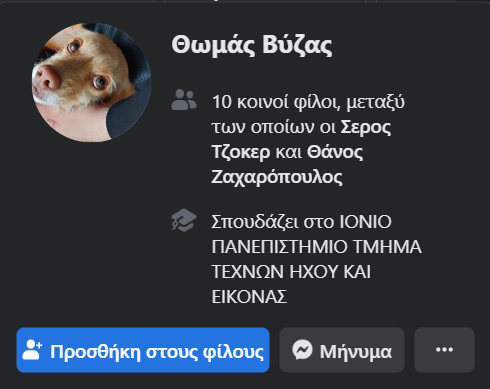 Θωμάς Βύζας
10 κοινοί φίλοι, μεταξύ
των οποίων οι Σερος
Τζοκερ και Θάνος
Ζαχαρόπουλος
Σπουδάζει στο ΙΟΝΙΟ
ΠΑΝΕΠΙΣΤΗΜΙΟ ΤΜΗΜΑ
ΤΕΧΝΩΝ ΗΧΟΥ ΚΑΙ
ΕΙΚΟΝΑΣ
Προσθήκη στους φίλους
Μήνυμα